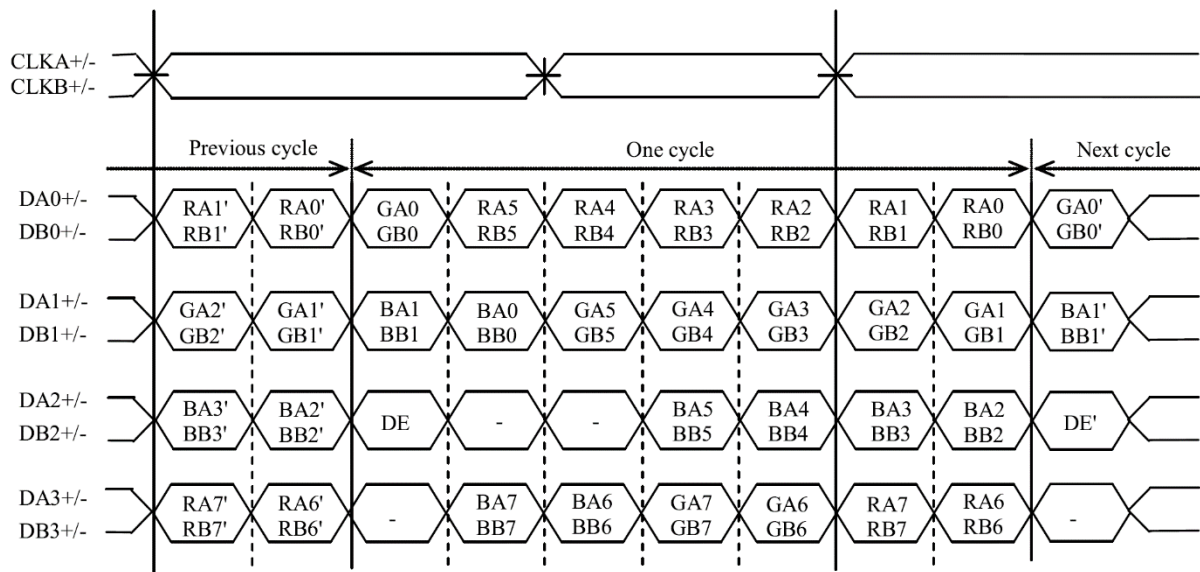 CLKA+/-
CLKB+/-
Previous cycle One cycle Next cycle
DA0+/- RA1' RA0' GA0 RA5 RA4 RA3 RA2 RA1 RA0 GA0'
DB0+/- RB1' RB0' GB0 RB5 RB4 RB3 RB2 RB1 RB0 GB0'
DA1+/- GA2' GA1' BA1 BA0 GA5 GA4 GA3 GA2 GA1 BA1'
DB1+/- GB2' GB1' BB1 BB0 GB5 GB4 GB3 GB2 GB1 BB1'
DA2+/- BA3' BA2' DE - - BA5 BA4 BA3 BA2 DE'
DB2+/- BB3' BB2' BB5 BB4 BB3 BB2
DA3+/- RA7' RA6' - BA7 BA6 GA7 GA6 RA7 RA6 -
DB3+/- RB7' RB6' BB7 BB6 GB7 GB6 RB7 RB6